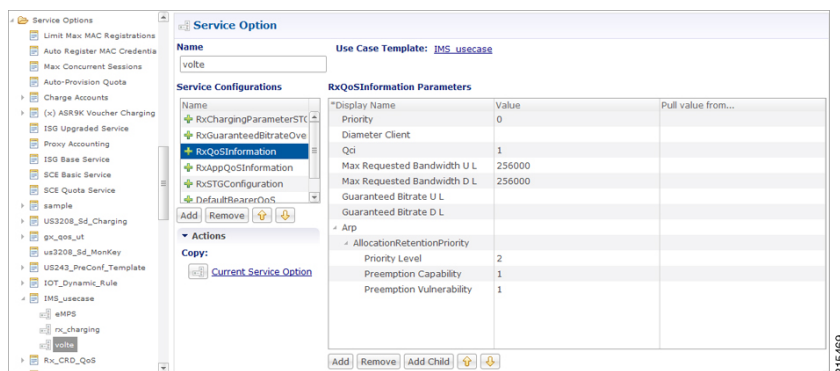 Service Options
Limit Max MAC Registrations
Auto Register MAC Credentia
Max Concurrent Sessions
Auto-Provision Quota
Charge Accounts
(x) ASR9K Voucher Charging
ISG Upgraded Service
Proxy Accounting
ISG Base Service
SCE Basic Service
SCE Quota Service
sample
US3208_Sd_Charging
gx_qos_ut
us3208_Sd_MonKey
US243_PreConf_Template
IOT_Dynamic_Rule
IMS_usecase
eMPS
rx_charging
volte
Rx_CRD_QoS
Service Option
Name
Use Case Template: IMS_usecase
volte
Service Configurations
Name
RxChargingParameterSTG
RxGuaranteedBitrateOve
RxQoSInformation
RxAppQoSInformation
RxSTGConfiguration
DefaultBearerQoS
Add Remove
Actions
Copy:
Current Service Option
RxQoSInformation Parameters
*Display Name Value Pull value from...
Priority 0
Diameter Client
Qci 1
Max Requested Bandwidth U L 256000
Max Requested Bandwidth D L 256000
Guaranteed Bitrate U L
Guaranteed Bitrate D L
Arp
AllocationRetentionPriority
Priority Level 2
Preemption Capability 1
Preemption Vulnerability 1
Add Remove Add Child